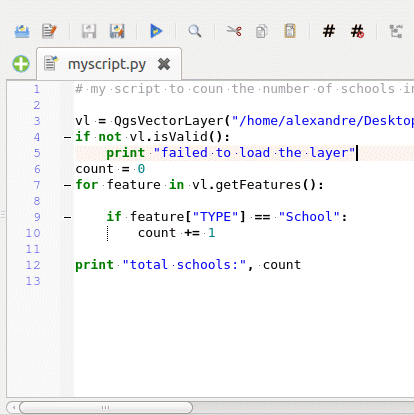 myscript.py
1 # my script to coun the number of schools in
2
3 vl = QgsVectorLayer("/home/alexandre/Desktop
4 if not vl.isValid():
5 print "failed to load the layer"
6 count = 0
7 for feature in vl.getFeatures():
8
9 if feature["TYPE"] == "School":
10 count += 1
11
12 print "total schools:", count
13